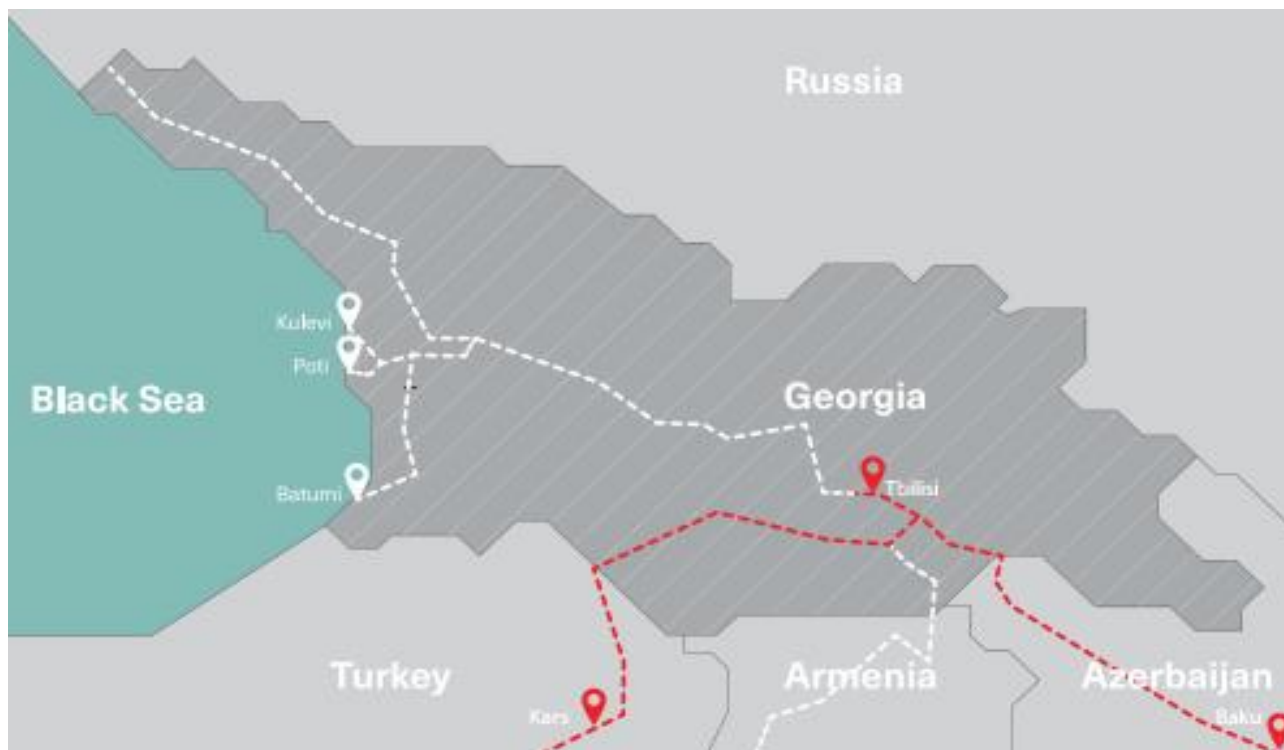 Russia
Kulevi
Poti
Black Sea
Georgia
Tbilisi
Batumi
Turkey
Armenia
Azerbaijan
Kars
Baku